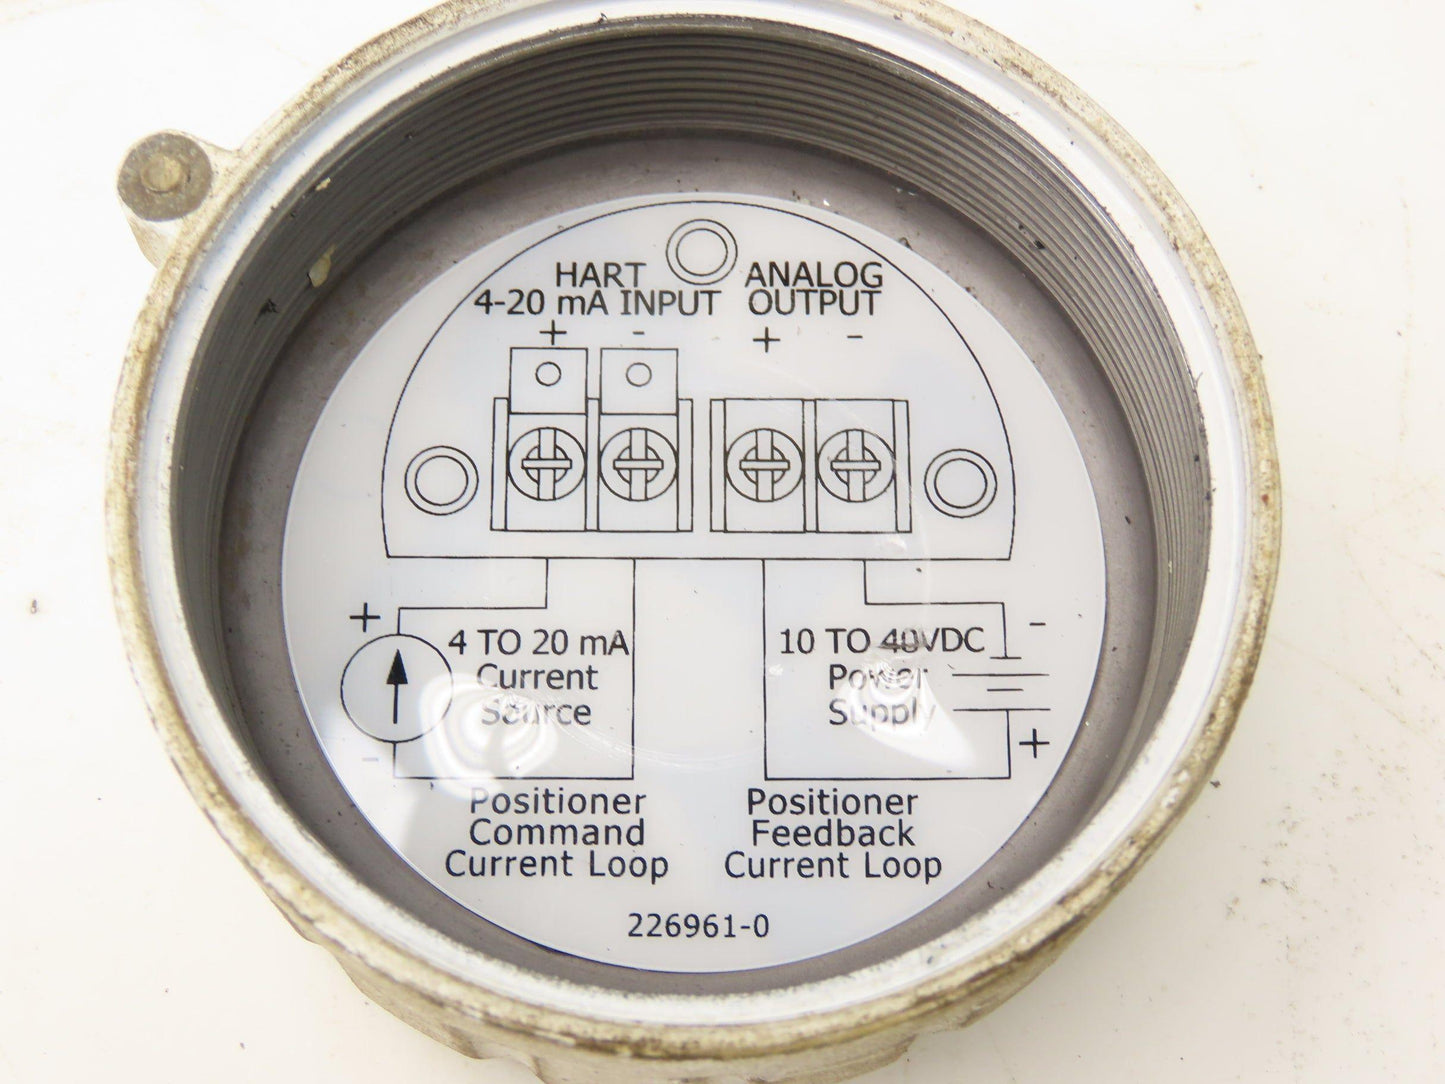 HART
4-20 mA INPUT
+ -
ANALOG
OUTPUT
+ -
+
4 TO 20 mA
Current
Source
-
10 TO 40VDC
Power
Supply
-
+
Positioner
Command
Current Loop
Positioner
Feedback
Current Loop
226961-0